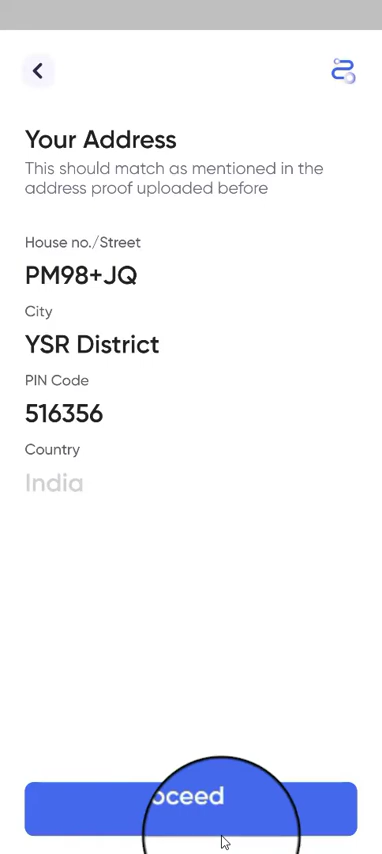 Your Address
This should match as mentioned in the
address proof uploaded before
House no./Street
PM98+JQ
City
YSR District
PIN Code
516356
Country
India
oceed